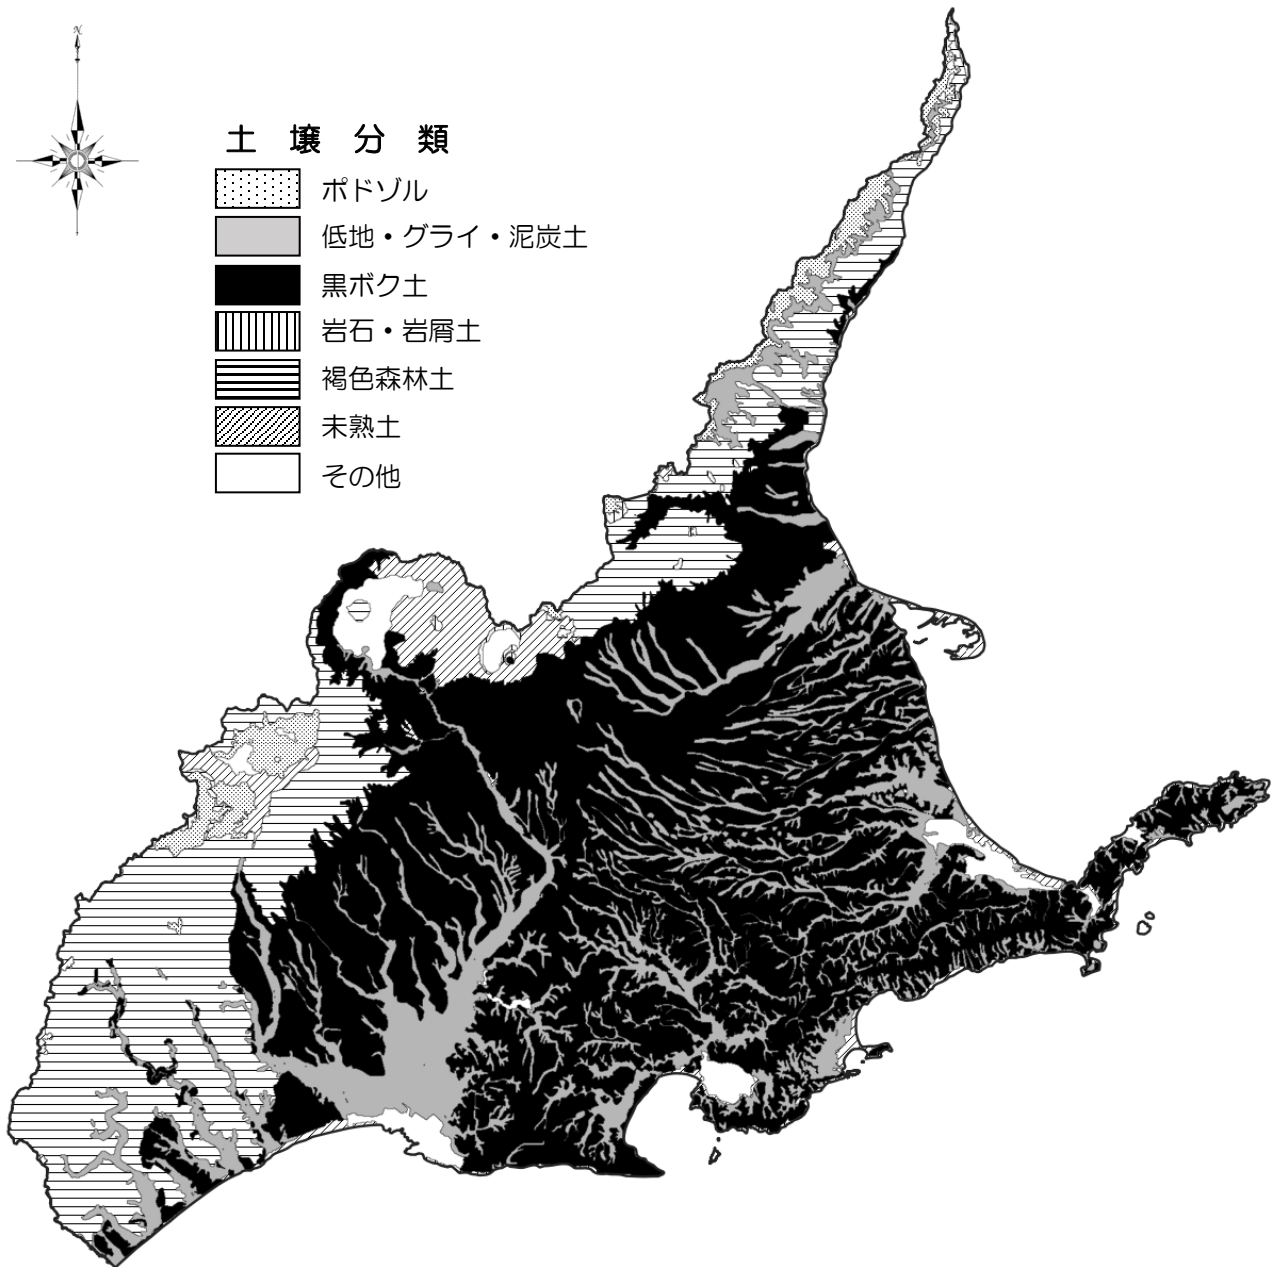 N
土壌分類
ポドゾル
低地・グライ・泥炭土
黒ボク土
岩石・岩屑土
褐色森林土
未熟土
その他